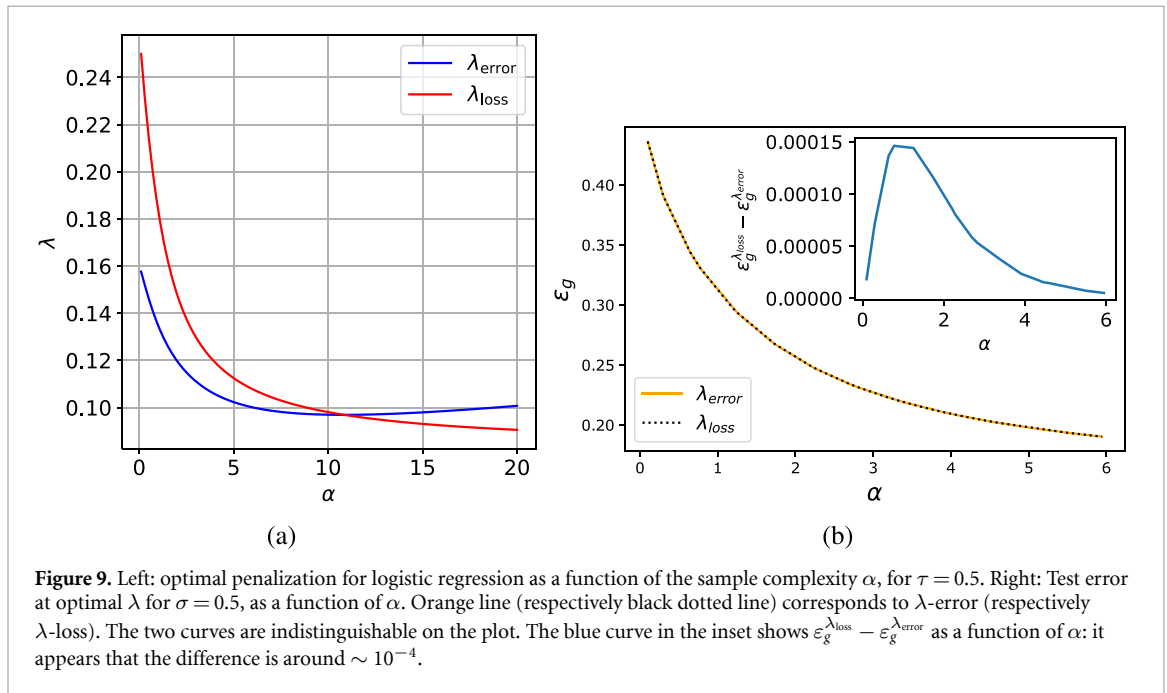 λerror
λloss
0.24
0.22
0.20
0.18
0.16
0.14
0.12
0.10
λ
0 5 10 15 20
α
(a)
0.40
0.35
0.30
0.25
0.20
εg
0 1 2 3 4 5 6
α
λerror
λloss
0.00015
0.00010
0.00005
0.00000
εg^λloss − εg^λerror
0 2 4 6
α
(b)
Figure 9. Left: optimal penalization for logistic regression as a function of the sample complexity α, for τ = 0.5. Right: Test error
at optimal λ for σ = 0.5, as a function of α. Orange line (respectively black dotted line) corresponds to λ-error (respectively
λ-loss). The two curves are indistinguishable on the plot. The blue curve in the inset shows εg^λloss − εg^λerror as a function of α: it
appears that the difference is around ∼ 10⁻⁴.